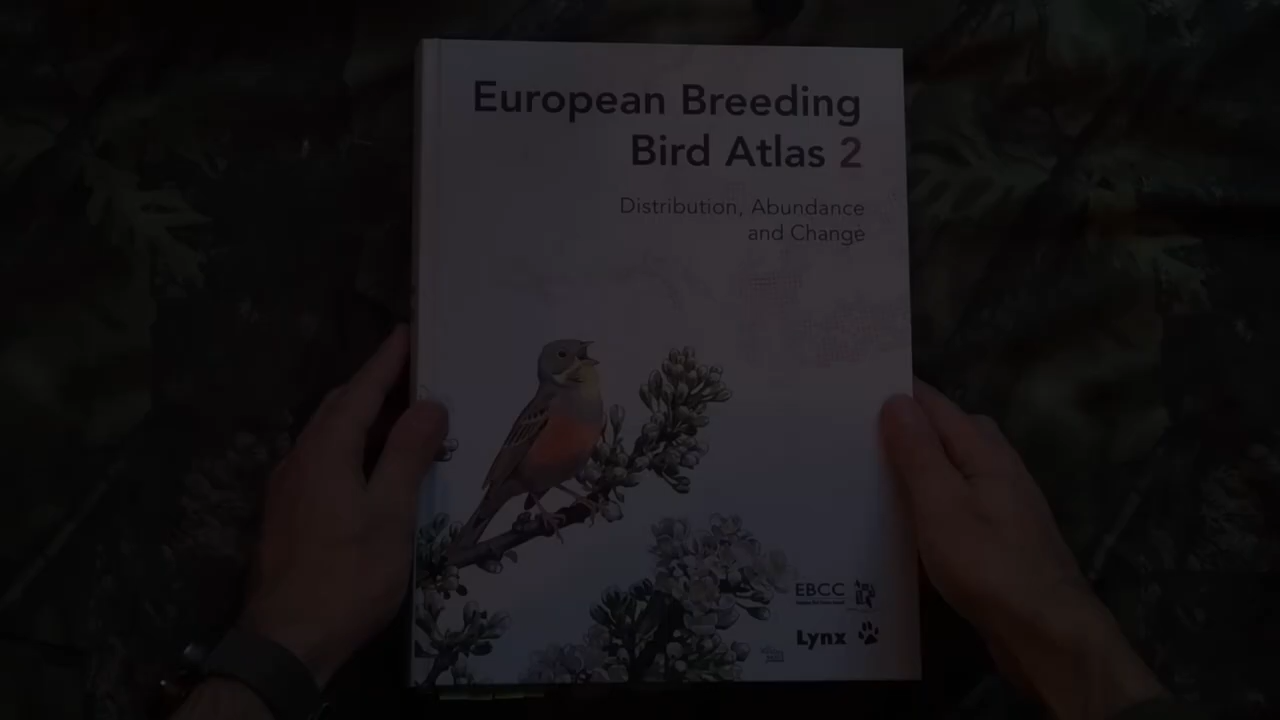 European Breeding
Bird Atlas 2
Distribution, Abundance
and Change
EBCC
Lynx